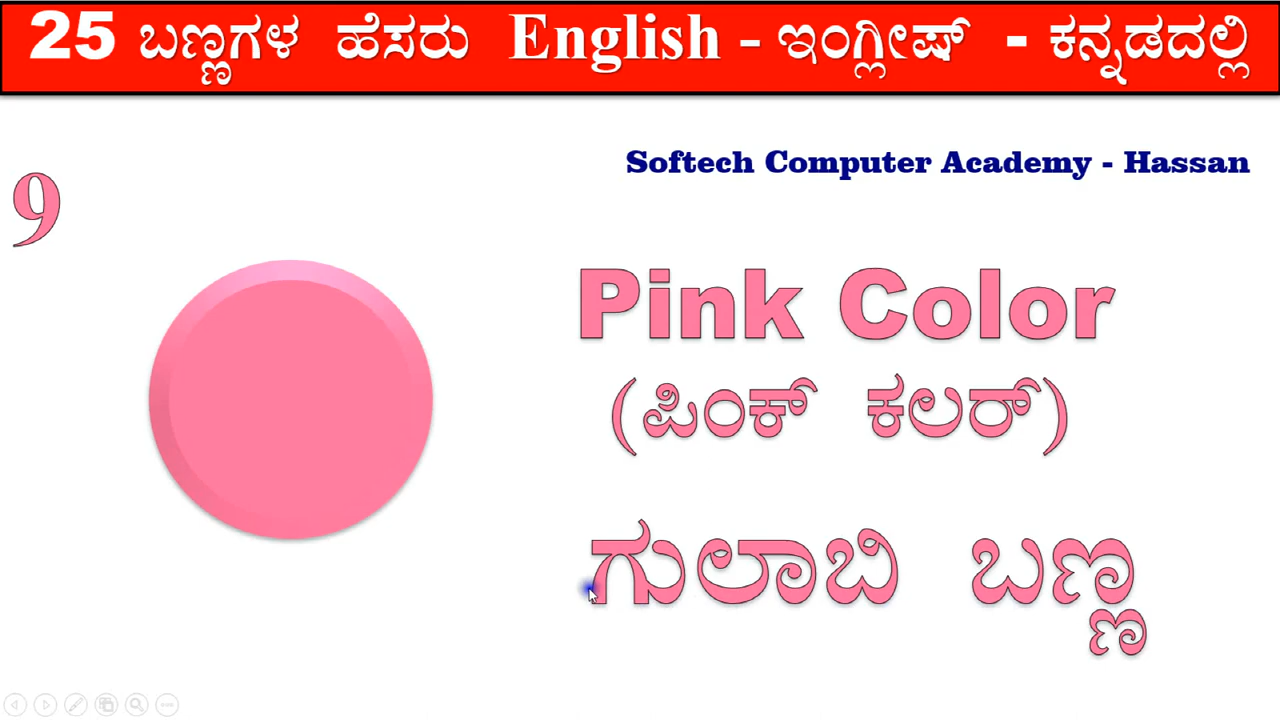 25 ಬಣ್ಣಗಳ ಹೆಸರು English - ಇಂಗ್ಲೀಷ್ - ಕನ್ನಡದಲ್ಲಿ
Softech Computer Academy - Hassan
9
Pink Color
(ಪಿಂಕ್ ಕಲರ್)
ಗುಲಾಬಿ ಬಣ್ಣ